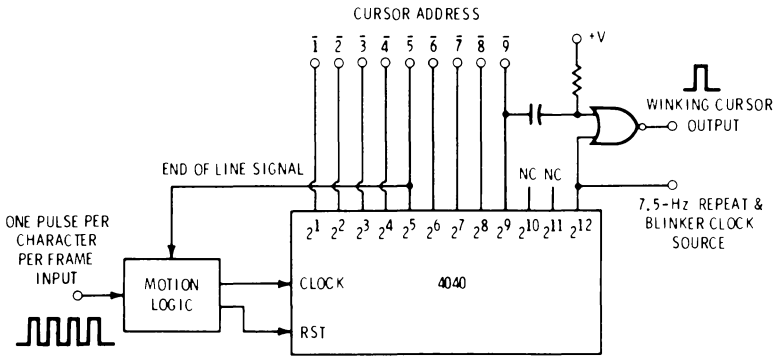 CURSOR ADDRESS
1̅ 2̅ 3̅ 4̅ 5̅ 6̅ 7̅ 8̅ 9̅
+V
WINKING CURSOR
OUTPUT
END OF LINE SIGNAL
NC NC
7.5-Hz REPEAT &
BLINKER CLOCK
SOURCE
2¹ 2² 2³ 2⁴ 2⁵ 2⁶ 2⁷ 2⁸ 2⁹ 2¹⁰ 2¹¹ 2¹²
ONE PULSE PER
CHARACTER
PER FRAME
INPUT
MOTION
LOGIC
CLOCK
4040
RST